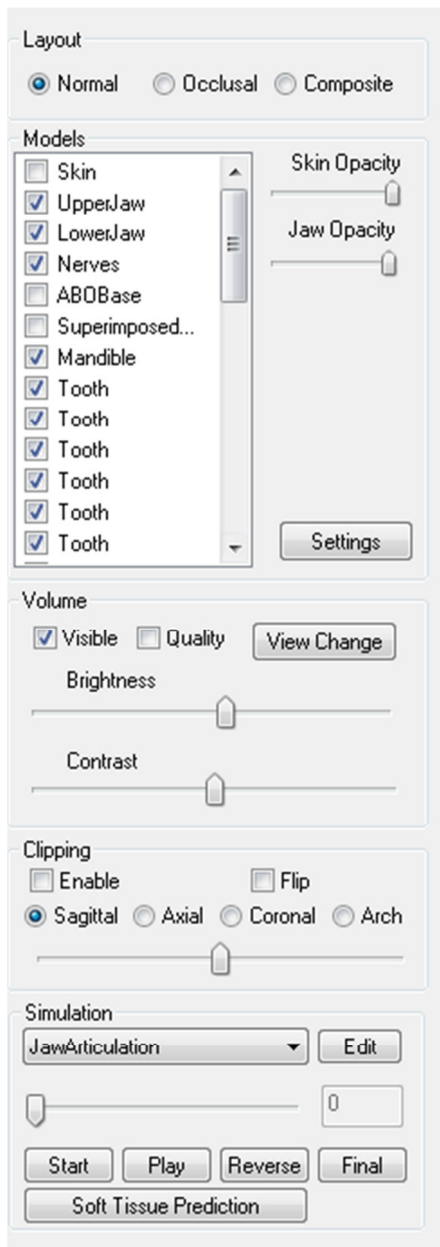 Layout
Normal Occlusal Composite
Models
Skin
UpperJaw
LowerJaw
Nerves
ABOBase
Superimposed...
Mandible
Tooth
Tooth
Tooth
Tooth
Tooth
Tooth
Skin Opacity
Jaw Opacity
Settings
Volume
Visible Quality View Change
Brightness
Contrast
Clipping
Enable Flip
Sagittal Axial Coronal Arch
Simulation
JawArticulation Edit
0
Start Play Reverse Final
Soft Tissue Prediction